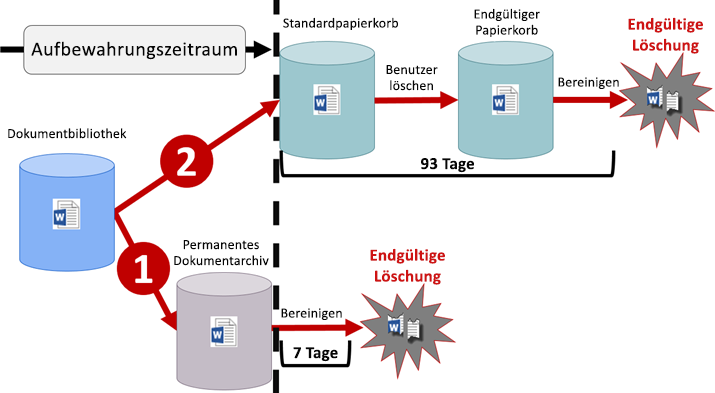 Aufbewahrungszeitraum
Standardpapierkorb
Endgültiger
Papierkorb
Endgültige
Löschung
Benutzer
löschen
Bereinigen
W
W
W
93 Tage
Dokumentbibliothek
2
W
1
Permanentes
Dokumentarchiv
Endgültige
Löschung
Bereinigen
W
W
7 Tage